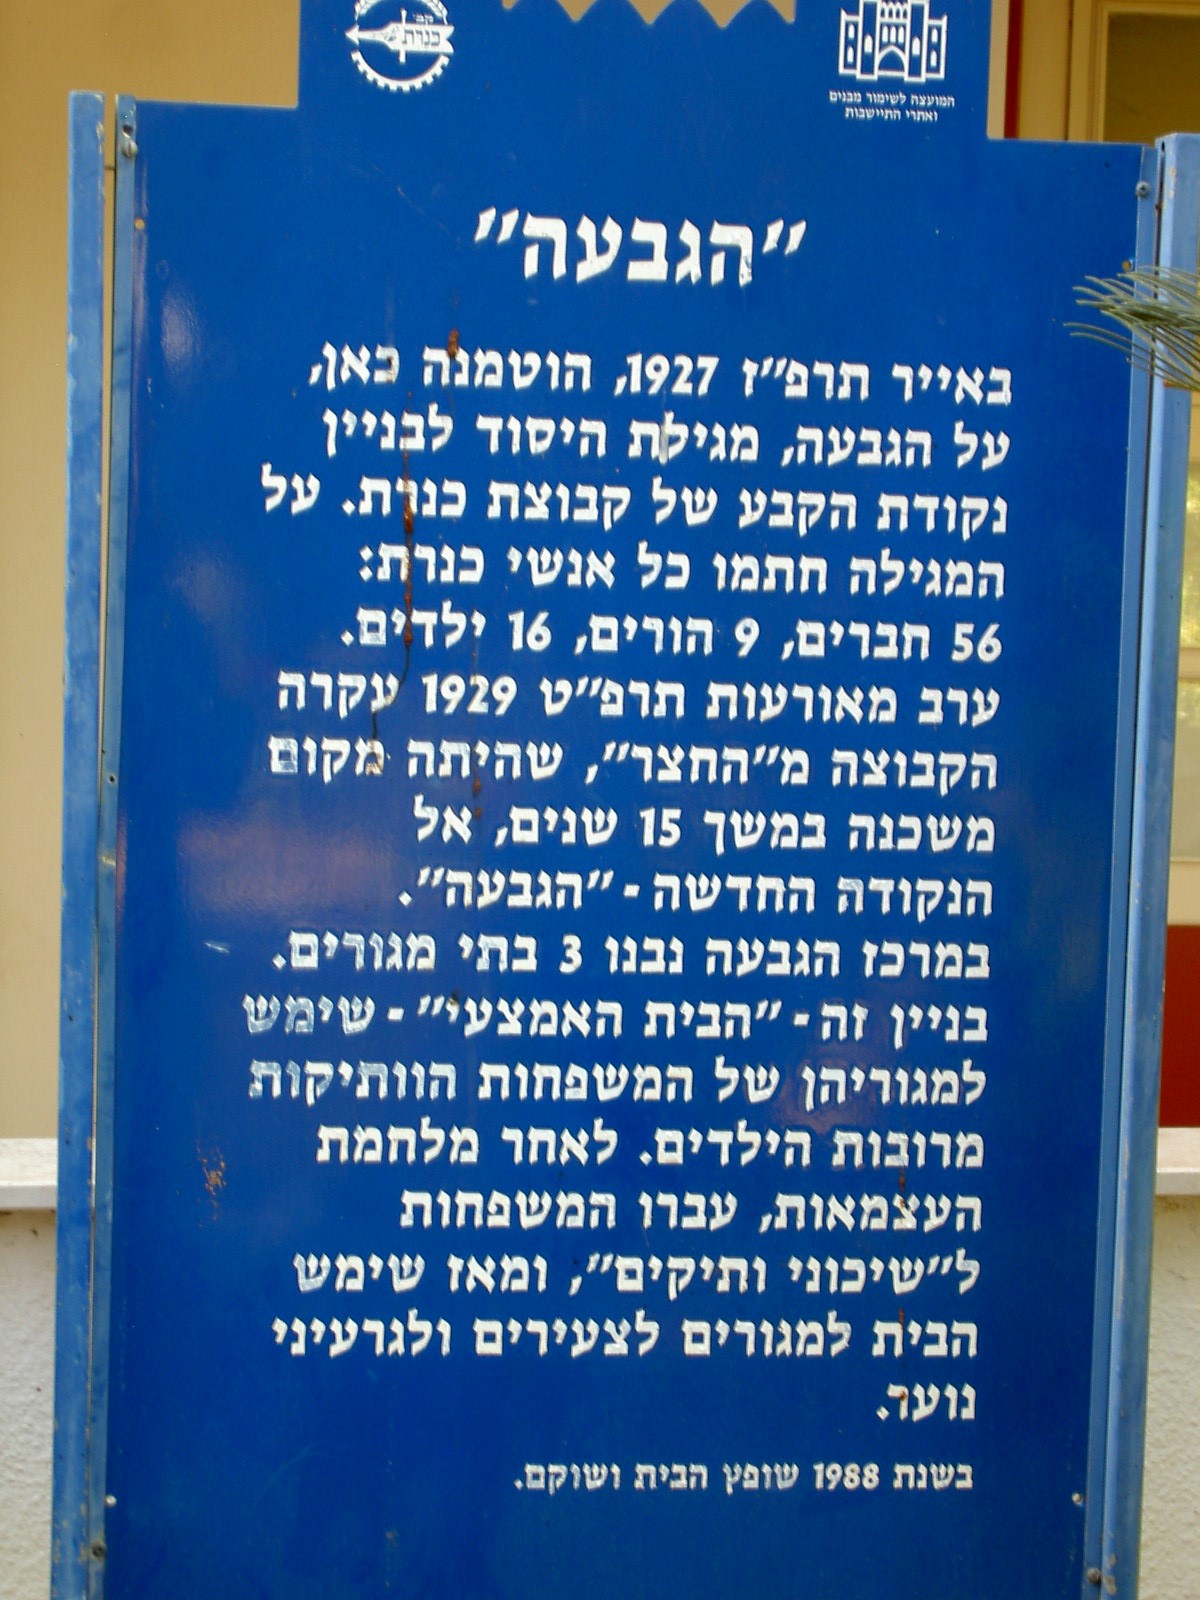 קב׳
כנרת
המועצה לשימור מבנים
ואתרי התיישבות
"הגבעה"
באייר תרפ"ז 1927, הוטמנה כאן,
על הגבעה, מגילת היסוד לבניין
נקודת הקבע של קבוצת כנרת. על
המגילה חתמו כל אנשי כנרת:
56 חברים, 9 הורים, 16 ילדים.
ערב מאורעות תרפ"ט 1929 עקרה
הקבוצה מ"החצר", שהיתה מקום
משכנה במשך 15 שנים, אל
הנקודה החדשה - "הגבעה".
במרכז הגבעה נבנו 3 בתי מגורים.
בניין זה - "הבית האמצעי" - שימש
למגוריהן של המשפחות הוותיקות
מרובות הילדים. לאחר מלחמת
העצמאות, עברו המשפחות
ל"שיכוני ותיקים", ומאז שימש
הבית למגורים לצעירים ולגרעיני
נוער.
בשנת 1988 שופץ הבית ושוקם.